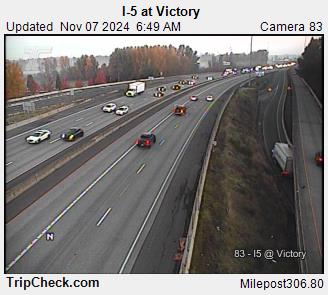 I-5 at Victory
Updated Nov 07 2024 6:49 AM Camera 83
N
83 - I5 @ Victory
TripCheck.com Milepost306.80